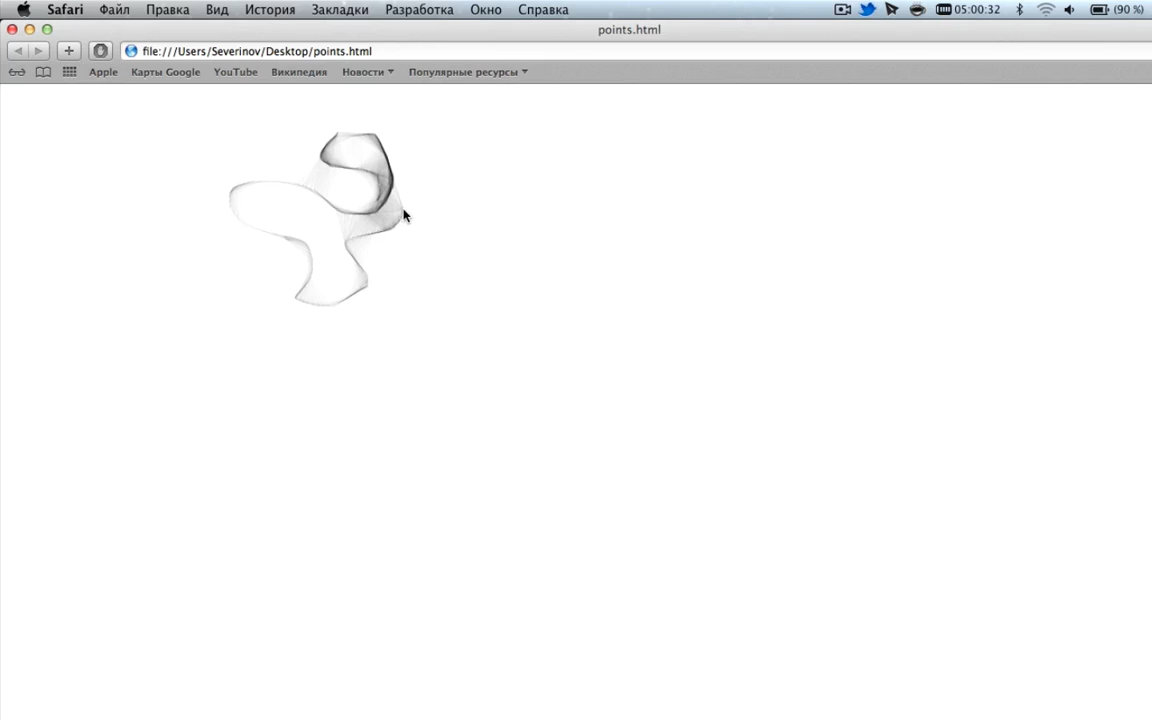 Safari Файл Правка Вид История Закладки Разработка Окно Справка 05:00:32 (90 %)
points.html
file:///Users/Severinov/Desktop/points.html
Apple Карты Google YouTube Википедия Новости Популярные ресурсы